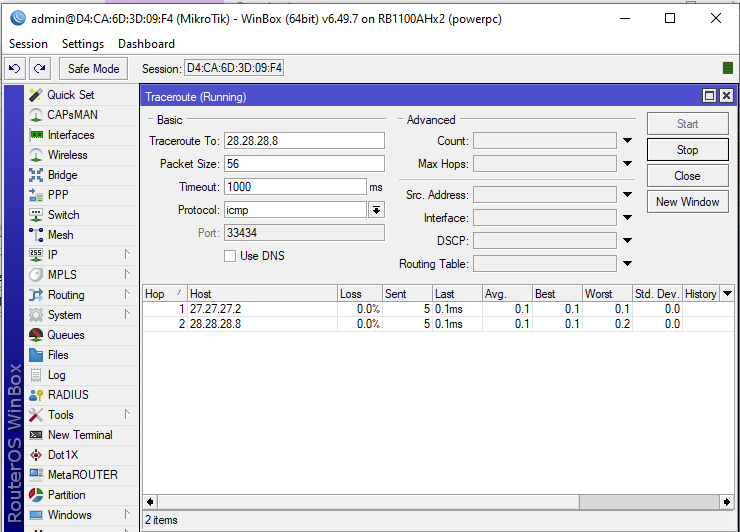 admin@D4:CA:6D:3D:09:F4 (MikroTik) - WinBox (64bit) v6.49.7 on RB1100AHx2 (powerpc)
Session Settings Dashboard
Safe Mode Session: D4:CA:6D:3D:09:F4
RouterOS WinBox
Quick Set
CAPsMAN
Interfaces
Wireless
Bridge
PPP
Switch
Mesh
IP
MPLS
Routing
System
Queues
Files
Log
RADIUS
Tools
New Terminal
Dot1X
MetaROUTER
Partition
Windows
Traceroute (Running)
Basic
Traceroute To: 28.28.28.8
Packet Size: 56
Timeout: 1000 ms
Protocol: icmp
Port: 33434
Use DNS
Advanced
Count:
Max Hops:
Src. Address:
Interface:
DSCP:
Routing Table:
Start
Stop
Close
New Window
Hop Host Loss Sent Last Avg. Best Worst Std. Dev. History
1 27.27.27.2 0.0% 5 0.1ms 0.1 0.1 0.1 0.0
2 28.28.28.8 0.0% 5 0.1ms 0.1 0.1 0.2 0.0
2 items